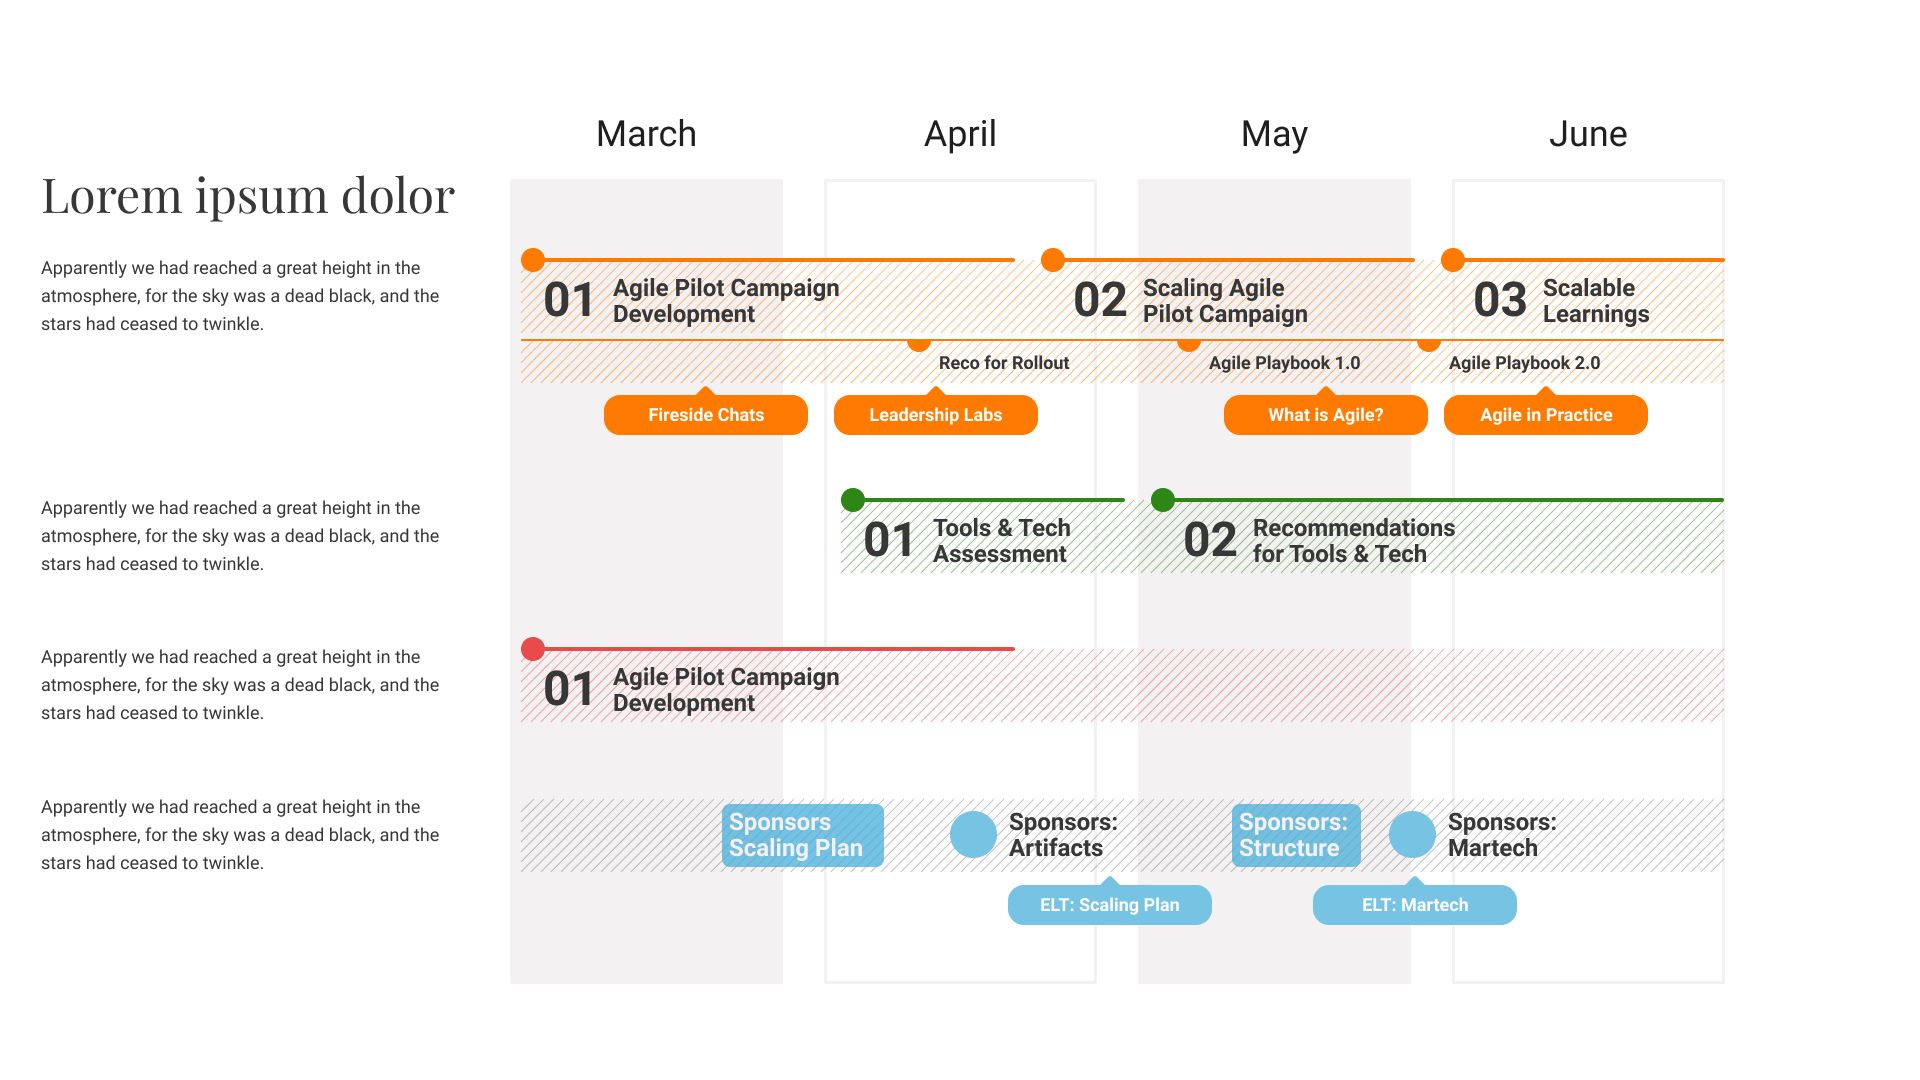 March
April
May
June
Lorem ipsum dolor
Apparently we had reached a great height in the
atmosphere, for the sky was a dead black, and the
stars had ceased to twinkle.
01
Agile Pilot Campaign
Development
02
Scaling Agile
Pilot Campaign
03
Scalable
Learnings
Reco for Rollout
Agile Playbook 1.0
Agile Playbook 2.0
Fireside Chats
Leadership Labs
What is Agile?
Agile in Practice
Apparently we had reached a great height in the
atmosphere, for the sky was a dead black, and the
stars had ceased to twinkle.
01
Tools & Tech
Assessment
02
Recommendations
for Tools & Tech
Apparently we had reached a great height in the
atmosphere, for the sky was a dead black, and the
stars had ceased to twinkle.
01
Agile Pilot Campaign
Development
Apparently we had reached a great height in the
atmosphere, for the sky was a dead black, and the
stars had ceased to twinkle.
Sponsors
Scaling Plan
Sponsors:
Artifacts
Sponsors:
Structure
Sponsors:
Martech
ELT: Scaling Plan
ELT: Martech